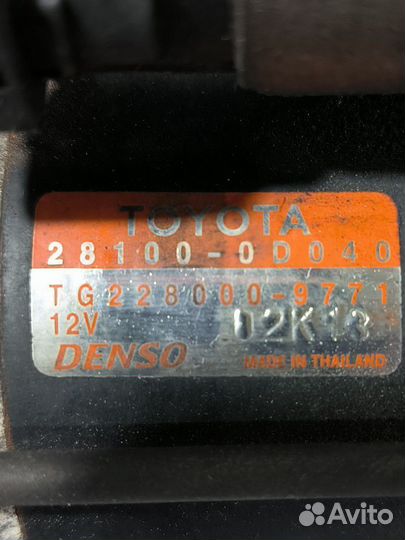 TOYOTA
28100-0D040
TG228000-9771
12V 02K13
DENSO MADE IN THAILAND
Avito